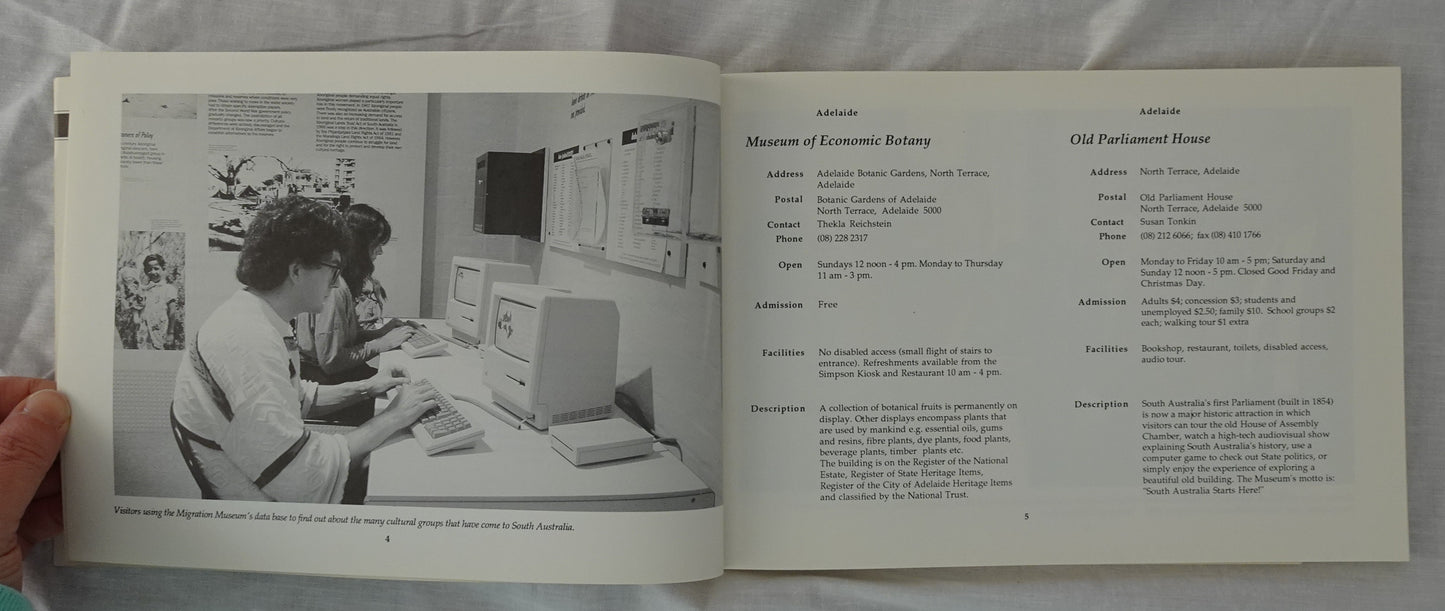 Aboriginal people demanding equal rights.
Visitors using the Migration Museum's data base to find out about the many cultural groups that have come to South Australia.
4
Adelaide
Museum of Economic Botany
Address Adelaide Botanic Gardens, North Terrace,
Adelaide
Postal Botanic Gardens of Adelaide
North Terrace, Adelaide 5000
Contact Thekla Reichstein
Phone (08) 228 2317
Open Sundays 12 noon - 4 pm. Monday to Thursday
11 am - 3 pm.
Admission Free
Facilities No disabled access (small flight of stairs to
entrance). Refreshments available from the
Simpson Kiosk and Restaurant 10 am - 4 pm.
Description A collection of botanical fruits is permanently on
display. Other displays encompass plants that
are used by mankind e.g. essential oils, gums
and resins, fibre plants, dye plants, food plants,
beverage plants, timber plants etc.
The building is on the Register of the National
Estate, Register of State Heritage Items,
Register of the City of Adelaide Heritage Items
and classified by the National Trust.
Adelaide
Old Parliament House
Address North Terrace, Adelaide
Postal Old Parliament House
North Terrace, Adelaide 5000
Contact Susan Tonkin
Phone (08) 212 6066; fax (08) 410 1766
Open Monday to Friday 10 am - 5 pm; Saturday and
Sunday 12 noon - 5 pm. Closed Good Friday and
Christmas Day.
Admission Adults $4; concession $3; students and
unemployed $2.50; family $10. School groups $2
each; walking tour $1 extra
Facilities Bookshop, restaurant, toilets, disabled access,
audio tour.
Description South Australia's first Parliament (built in 1854)
is now a major historic attraction in which
visitors can tour the old House of Assembly
Chamber, watch a high-tech audiovisual show
explaining South Australia's history, use a
computer game to check out State politics, or
simply enjoy the experience of exploring a
beautiful old building. The Museum's motto is:
"South Australia Starts Here!"
5